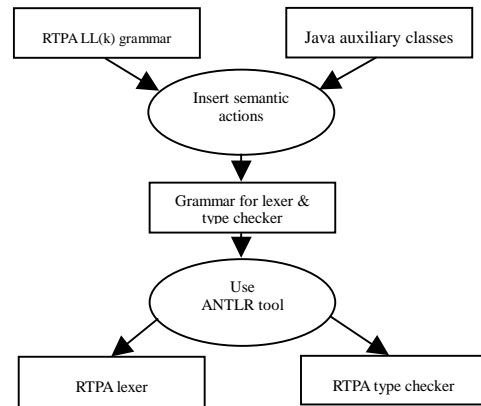 RTPA LL(k) grammar
Java auxiliary classes
Insert semantic
actions
Grammar for lexer &
type checker
Use
ANTLR tool
RTPA lexer
RTPA type checker